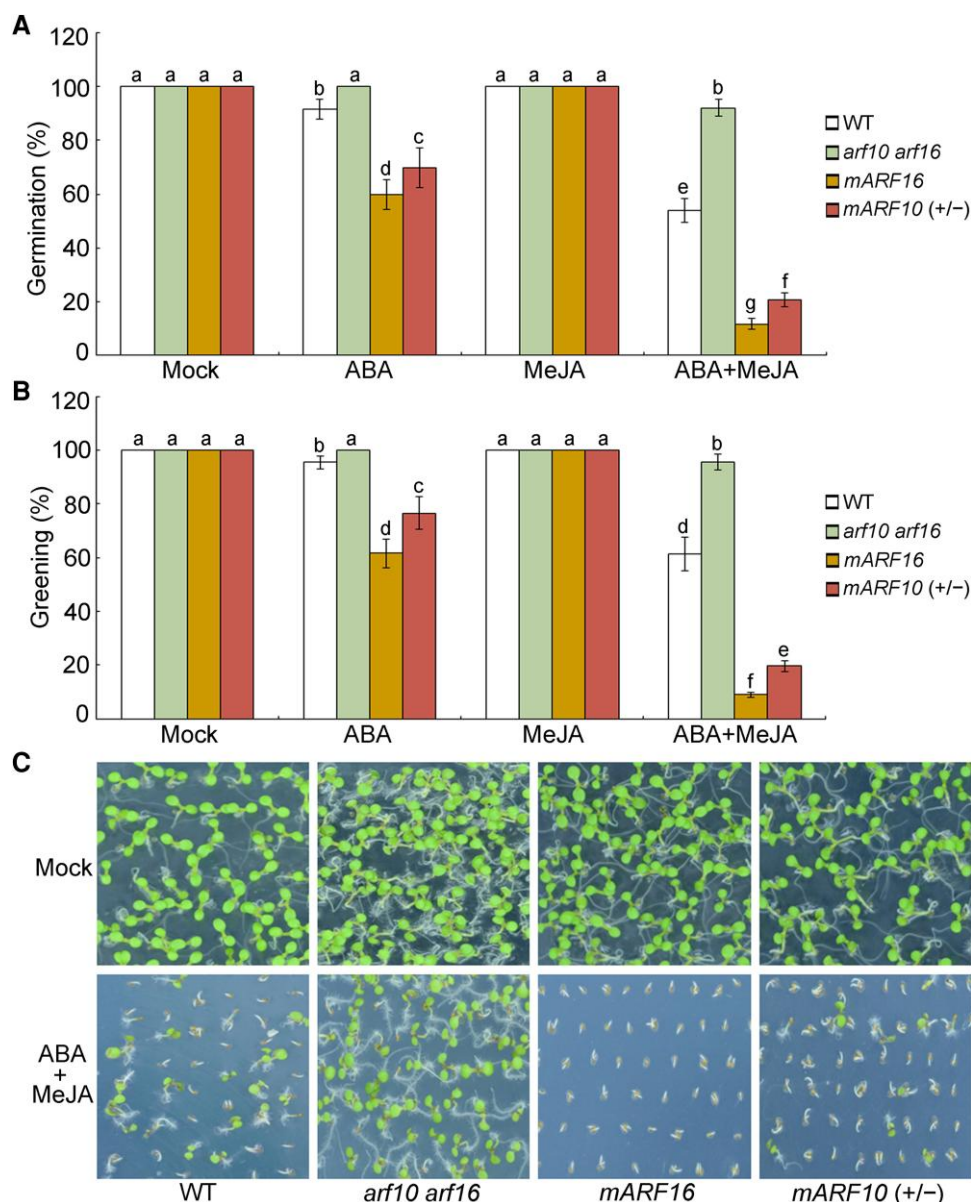 A
120
100
80
60
40
20
0
Germination (%)
a a a a
b a d c
a a a a
e b g f
Mock ABA MeJA ABA+MeJA
WT
arf10 arf16
mARF16
mARF10 (+/−)
B
120
100
80
60
40
20
0
Greening (%)
a a a a
b a d c
a a a a
d b f e
Mock ABA MeJA ABA+MeJA
WT
arf10 arf16
mARF16
mARF10 (+/−)
C
Mock
ABA
+
MeJA
WT arf10 arf16 mARF16 mARF10 (+/−)